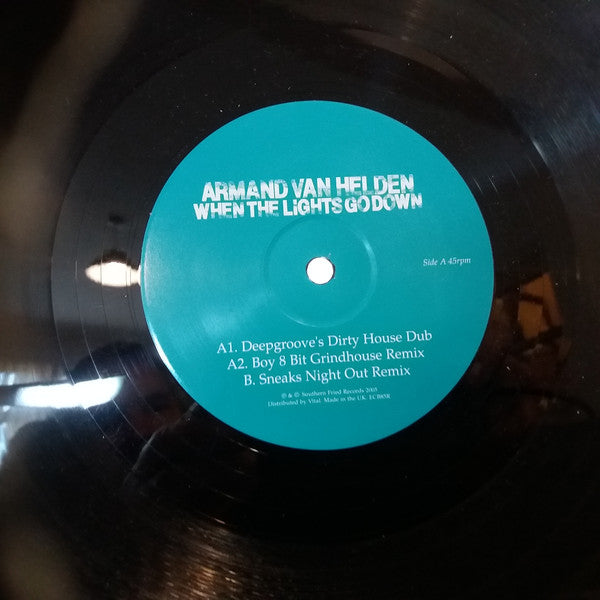 ARMAND VAN HELDEN
WHEN THE LiGHTS GO DOWN
Side A 45rpm
A1. Deepgroove's Dirty House Dub
A2. Boy 8 Bit Grindhouse Remix
B. Sneaks Night Out Remix
℗ & © Southern Fried Records 2005
Distributed by Vital. Made in the UK. ECB85R